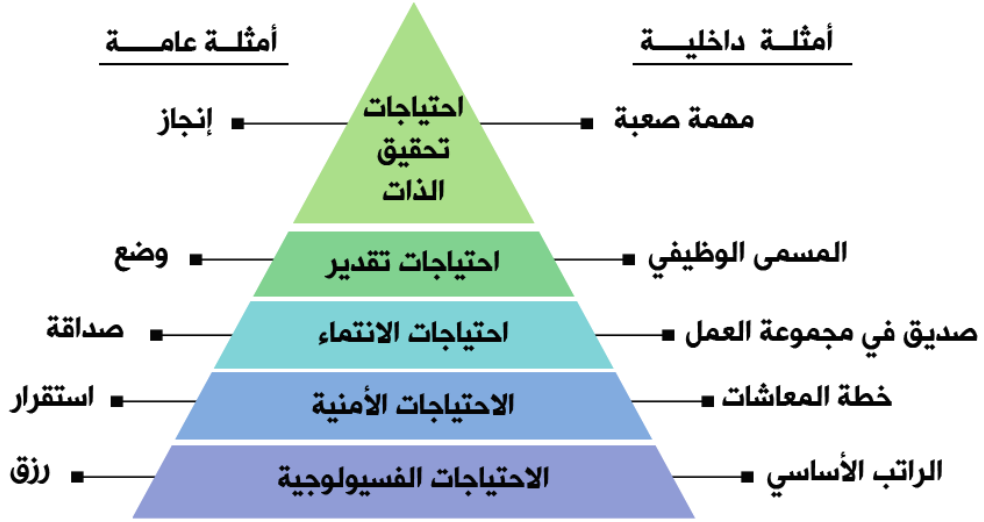 أمثلة داخلية
أمثلة عامة
مهمة صعبة
احتياجات
تحقيق
الذات
إنجاز
المسمى الوظيفي
احتياجات تقدير
وضع
صديق في مجموعة العمل
احتياجات الانتماء
صداقة
خطة المعاشات
الاحتياجات الأمنية
استقرار
الراتب الأساسي
الاحتياجات الفسيولوجية
رزق